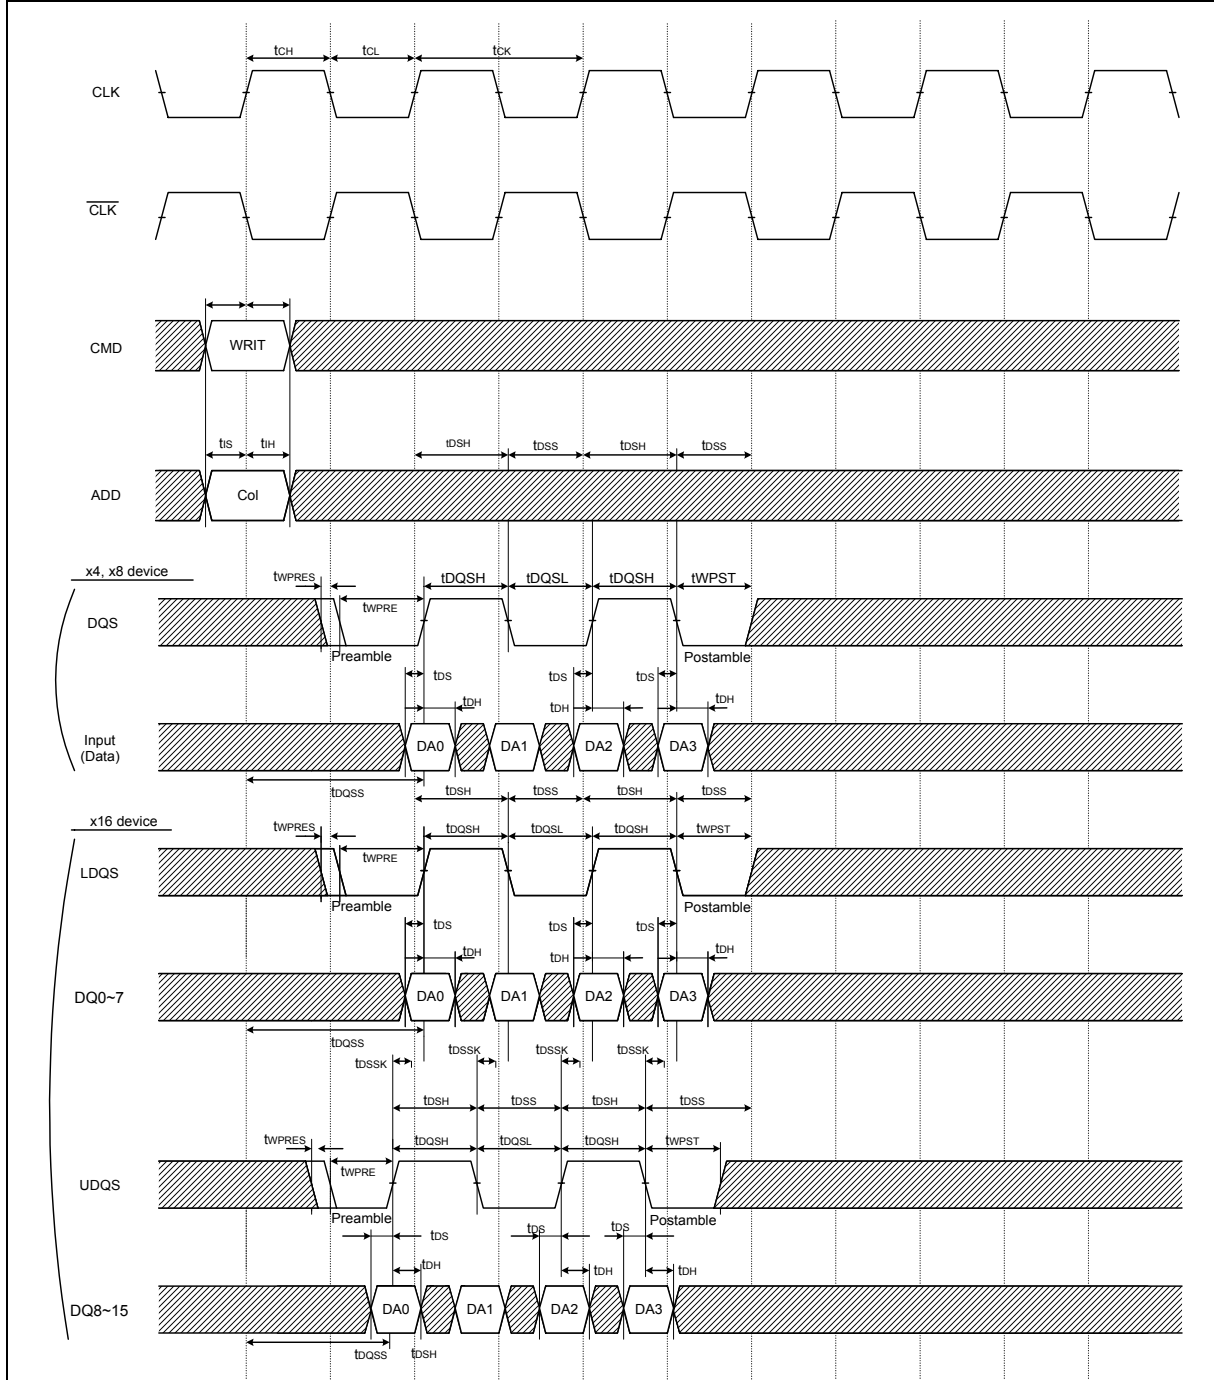 tCH tCL tCK
CLK
CLK
CMD WRIT
tIS tIH tDSH tDSS tDSH tDSS
ADD Col
x4, x8 device
tWPRES tDQSH tDQSL tDQSH tWPST
tWPRE
DQS
Preamble Postamble
tDS tDS tDS
tDH tDH tDH
Input
(Data)
DA0 DA1 DA2 DA3
tDQSS
tDSH tDSS tDSH tDSS
x16 device
tWPRES tDQSH tDQSL tDQSH tWPST
tWPRE
LDQS
Preamble Postamble
tDS tDS tDS
tDH tDH tDH
DQ0~7 DA0 DA1 DA2 DA3
tDQSS
tDSSK tDSSK tDSSK tDSSK
tDSH tDSS tDSH tDSS
tWPRES tDQSH tDQSL tDQSH tWPST
tWPRE
UDQS
Preamble Postamble
tDS tDS tDS
tDH tDH tDH
DQ8~15 DA0 DA1 DA2 DA3
tDQSS tDSH